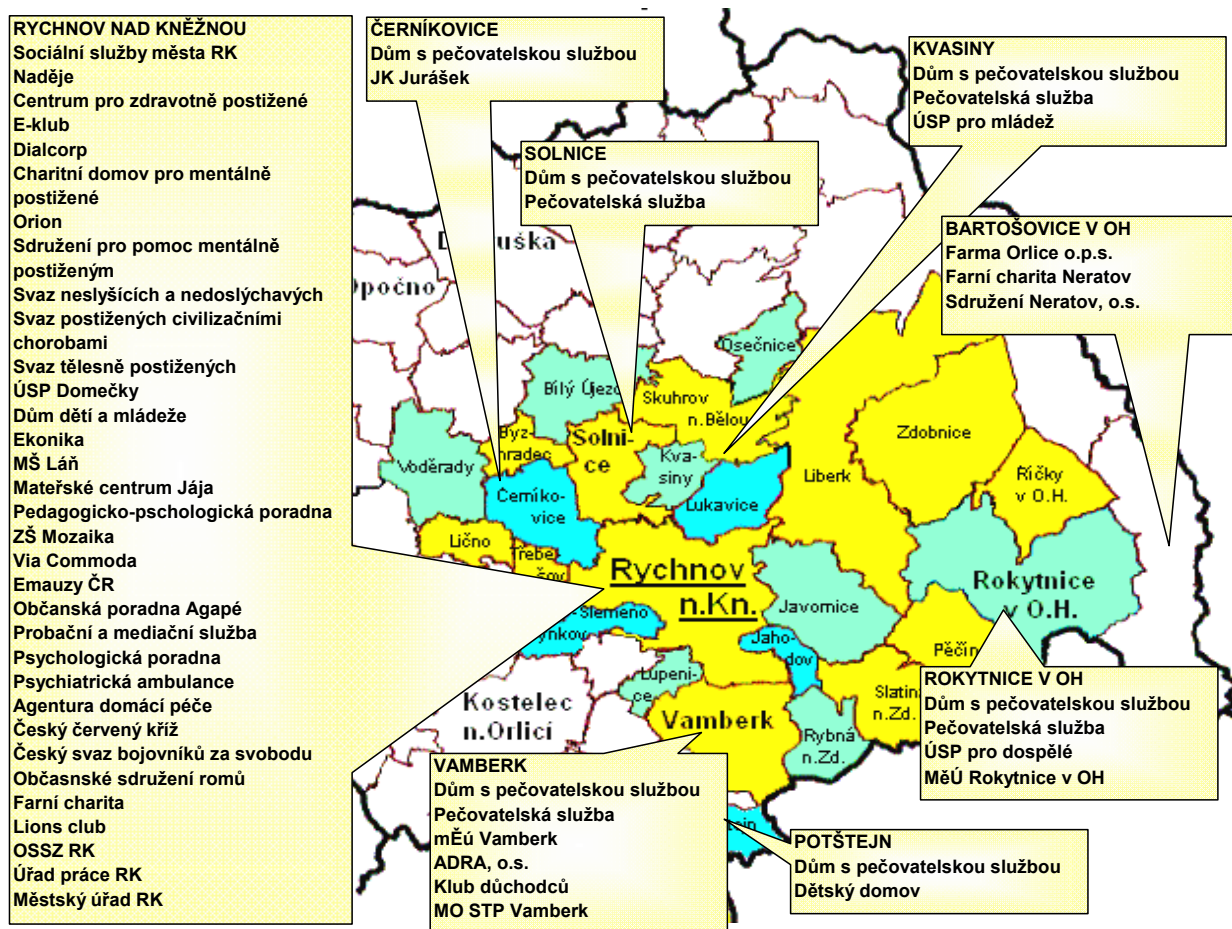 RYCHNOV NAD KNĚŽNOU
Sociální služby města RK
Naděje
Centrum pro zdravotně postižené
E-klub
Dialcorp
Charitní domov pro mentálně
postižené
Orion
Sdružení pro pomoc mentálně
postiženým
Svaz neslyšících a nedoslýchavých
Svaz postižených civilizačními
chorobami
Svaz tělesně postižených
ÚSP Domečky
Dům dětí a mládeže
Ekonika
MŠ Láň
Mateřské centrum Jája
Pedagogicko-pschologická poradna
ZŠ Mozaika
Via Commoda
Emauzy ČR
Občanská poradna Agapé
Probační a mediační služba
Psychologická poradna
Psychiatrická ambulance
Agentura domácí péče
Český červený kříž
Český svaz bojovníků za svobodu
Občasnské sdružení romů
Farní charita
Lions club
OSSZ RK
Úřad práce RK
Městský úřad RK
ČERNÍKOVICE
Dům s pečovatelskou službou
JK Jurášek
SOLNICE
Dům s pečovatelskou službou
Pečovatelská služba
KVASINY
Dům s pečovatelskou službou
Pečovatelská služba
ÚSP pro mládež
BARTOŠOVICE V OH
Farma Orlice o.p.s.
Farní charita Neratov
Sdružení Neratov, o.s.
D
uška
Opočno
Osečnice
Bílý Újezd
Skuhrov
n.Bělou
Byz-
hradec
Solni-
ce
Kva-
siny
Voděrady
Černíko-
vice
Lukavice
Liberk
Zdobnice
Říčky
v O.H.
Lično
Třebe-
šov
Rychnov
n.Kn.
Slemeno
ynkov
Javornice
Jaho-
dov
Rokytnice
v O.H.
Pěčín
Lupeni-
ce
Kostelec
n.Orlicí
Vamberk
Rybná
n.Zd.
Slatina
n.Zd.
ROKYTNICE V OH
Dům s pečovatelskou službou
Pečovatelská služba
ÚSP pro dospělé
MěÚ Rokytnice v OH
VAMBERK
Dům s pečovatelskou službou
Pečovatelská služba
mĚú Vamberk
ADRA, o.s.
Klub důchodců
MO STP Vamberk
POTŠTEJN
Dům s pečovatelskou službou
Dětský domov